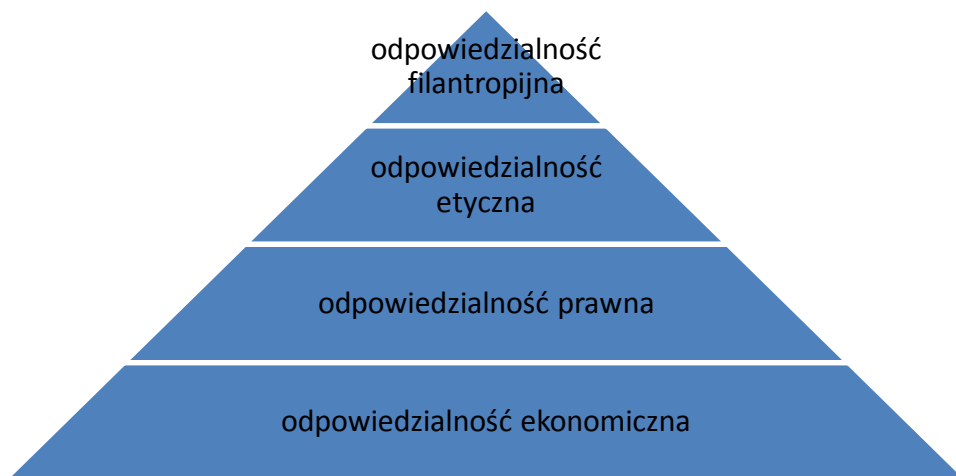 odpowiedzialność
filantropijna
odpowiedzialność
etyczna
odpowiedzialność prawna
odpowiedzialność ekonomiczna